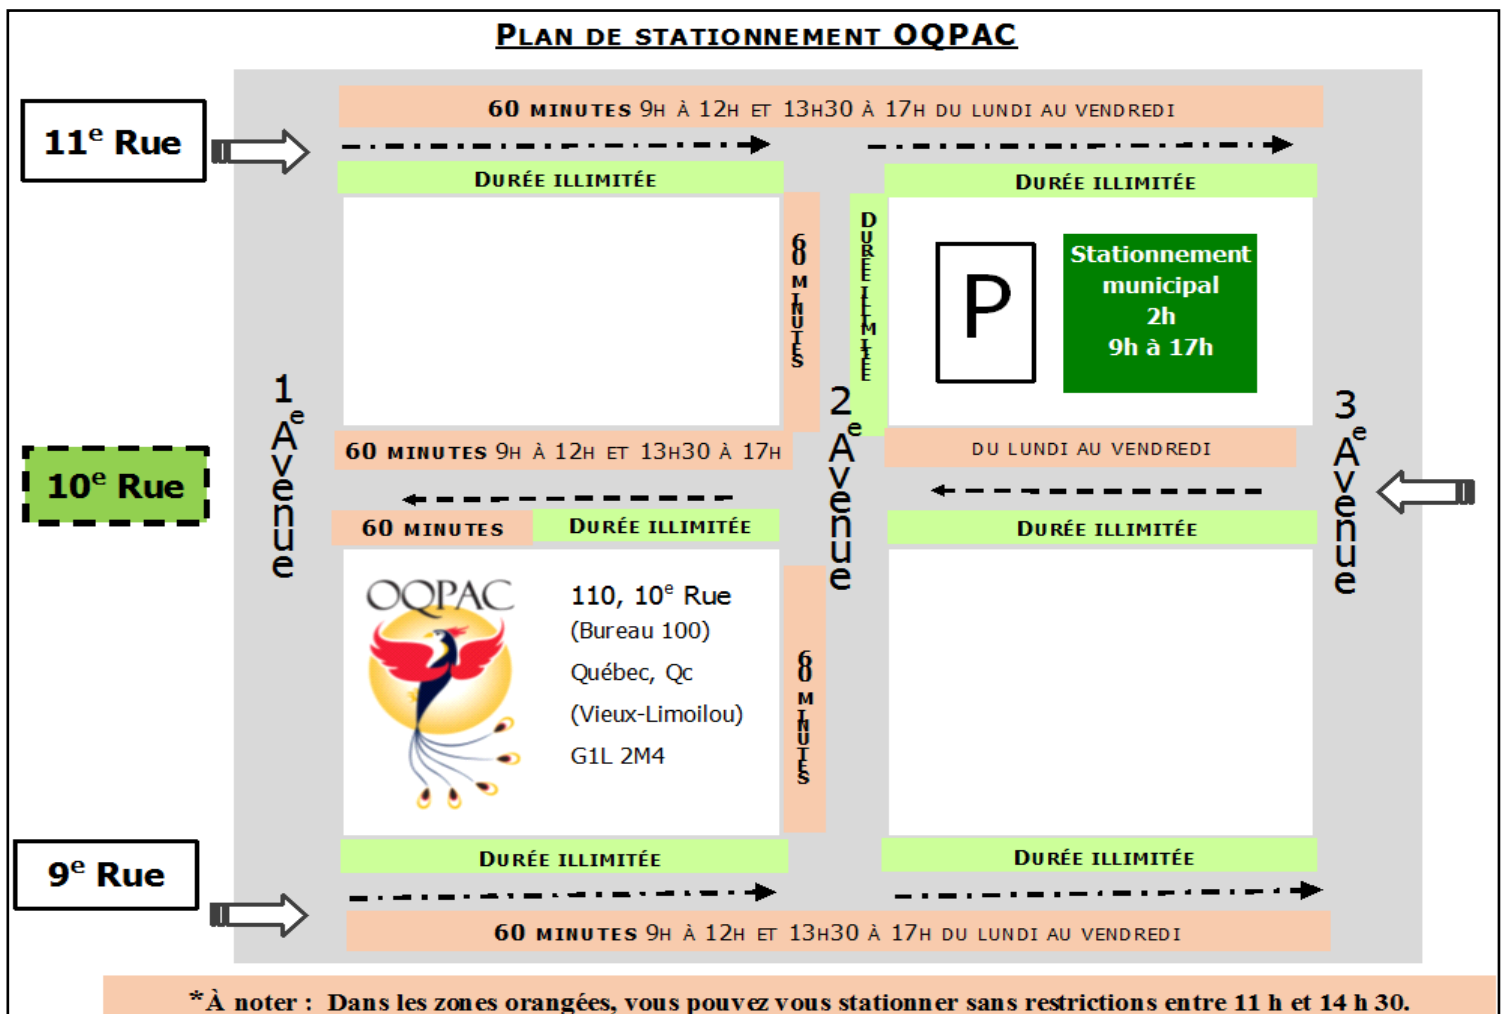 PLAN DE STATIONNEMENT OQPAC
60 MINUTES 9H À 12H ET 13H30 À 17H DU LUNDI AU VENDREDI
11e Rue
DURÉE ILLIMITÉE
DURÉE ILLIMITÉE
60 MINUTES
DURÉE ILLIMITÉE
P
Stationnement
municipal
2h
9h à 17h
1e Avenue
2e Avenue
3e Avenue
60 MINUTES 9H À 12H ET 13H30 À 17H
DU LUNDI AU VENDREDI
10e Rue
60 MINUTES
DURÉE ILLIMITÉE
DURÉE ILLIMITÉE
OQPAC
110, 10e Rue
(Bureau 100)
Québec, Qc
(Vieux-Limoilou)
G1L 2M4
60 MINUTES
DURÉE ILLIMITÉE
DURÉE ILLIMITÉE
9e Rue
60 MINUTES 9H À 12H ET 13H30 À 17H DU LUNDI AU VENDREDI
*À noter : Dans les zones orangées, vous pouvez vous stationner sans restrictions entre 11 h et 14 h 30.